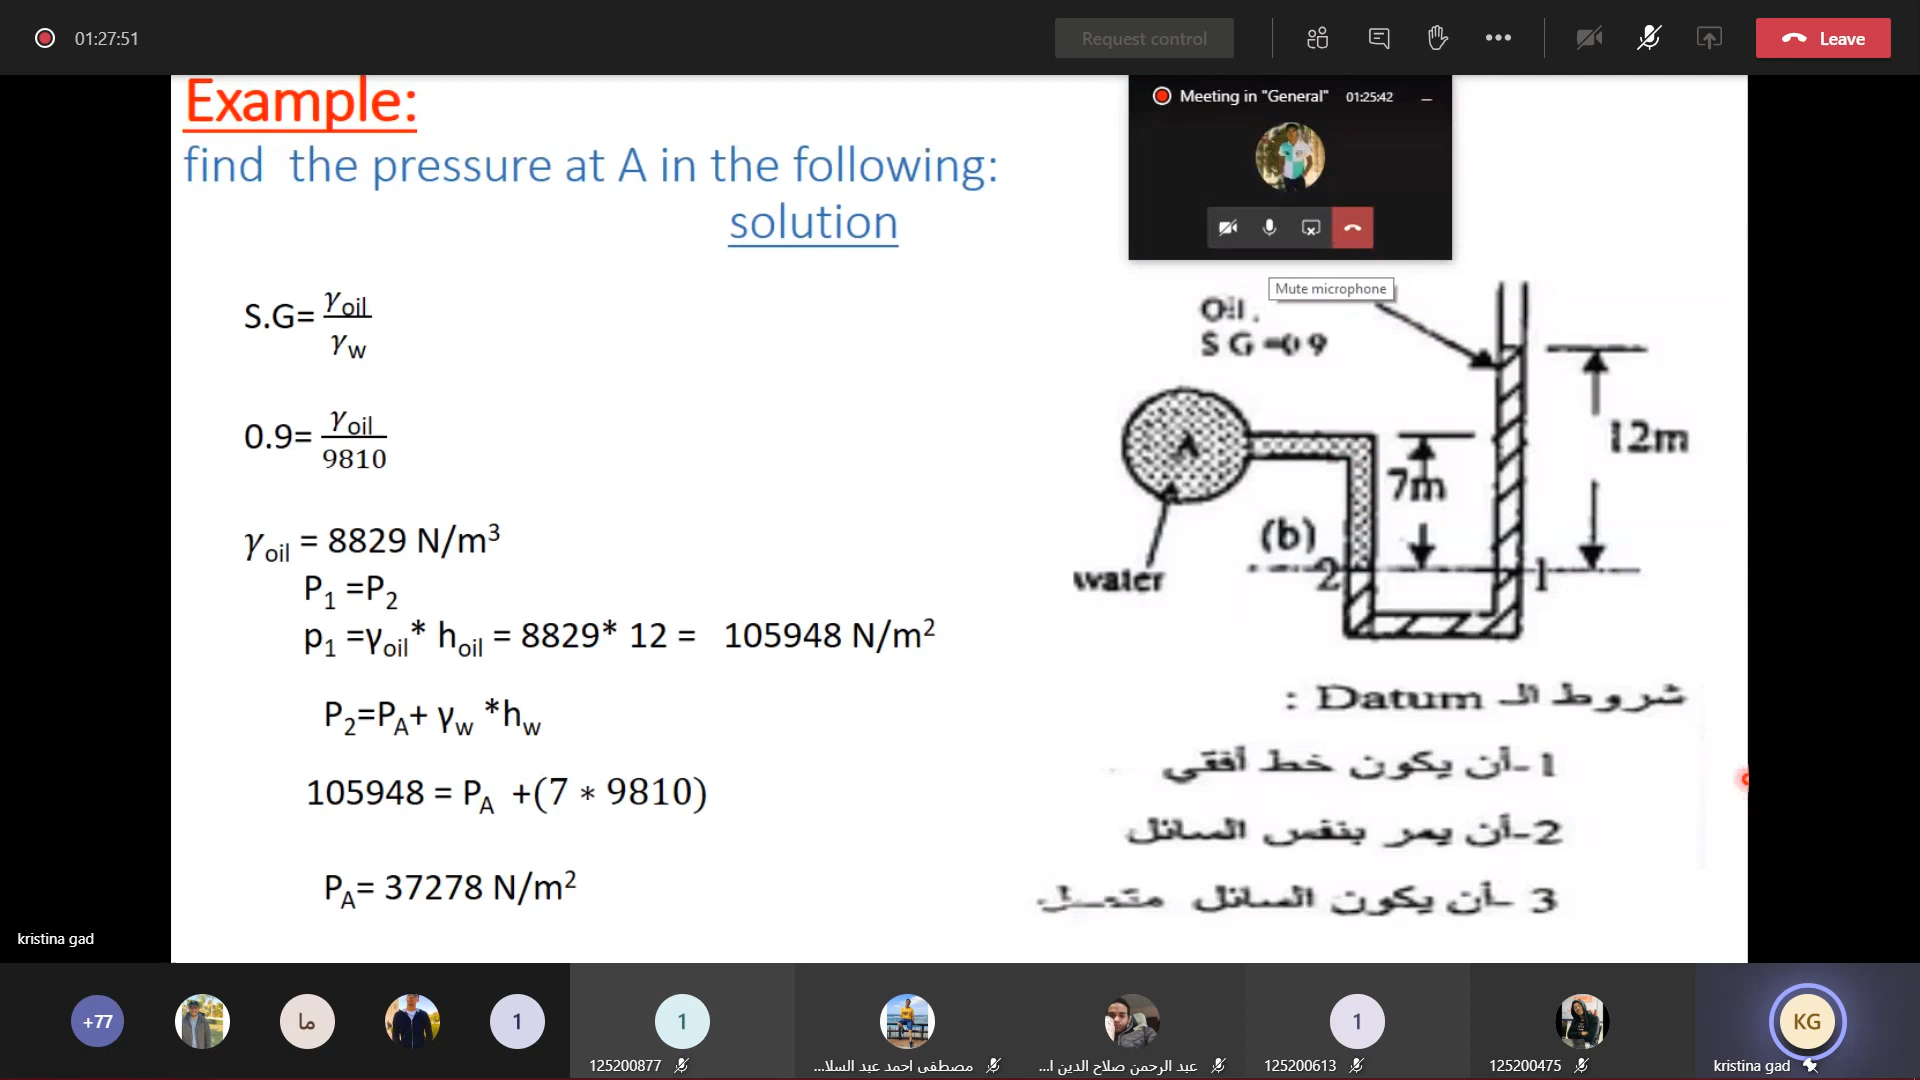 01:27:51
Request control
Leave
Example:
find the pressure at A in the following:
solution
Meeting in "General" 01:25:42
Mute microphone
S.G= γoil / γw
0.9= γoil / 9810
γoil = 8829 N/m³
P1 =P2
p1 =γoil* hoil = 8829* 12 = 105948 N/m²
P2=PA+ γw *hw
105948 = PA +(7 ∗ 9810)
PA= 37278 N/m²
Oil.
S G =0 9
A
12m
7m
(b)
2
1
water
شروط الـ Datum :
1-أن يكون خط أفقي
2-أن يمر بنفس السائل
3 -أن يكون السائل متصل
kristina gad
+77
ما
1
1
125200877
مصطفى احمد عبد السلا...
عبد الرحمن صلاح الدين ا...
1
125200613
125200475
KG
kristina gad